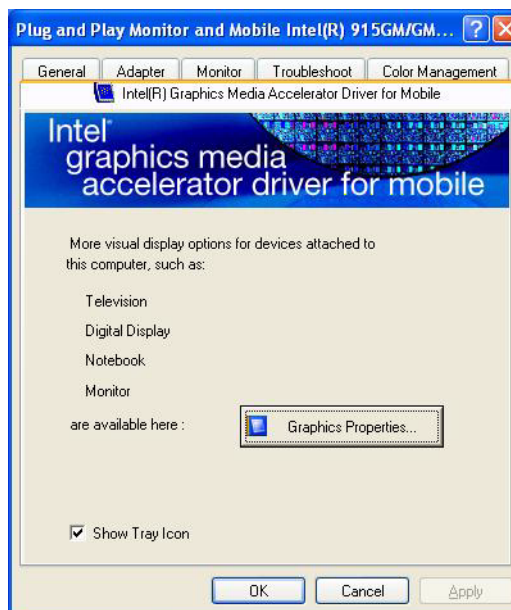 Plug and Play Monitor and Mobile Intel(R) 915GM/GM...
General Adapter Monitor Troubleshoot Color Management
Intel(R) Graphics Media Accelerator Driver for Mobile
Intel®
graphics media
accelerator driver for mobile
More visual display options for devices attached to
this computer, such as:
Television
Digital Display
Notebook
Monitor
are available here :
Graphics Properties...
Show Tray Icon
OK Cancel Apply